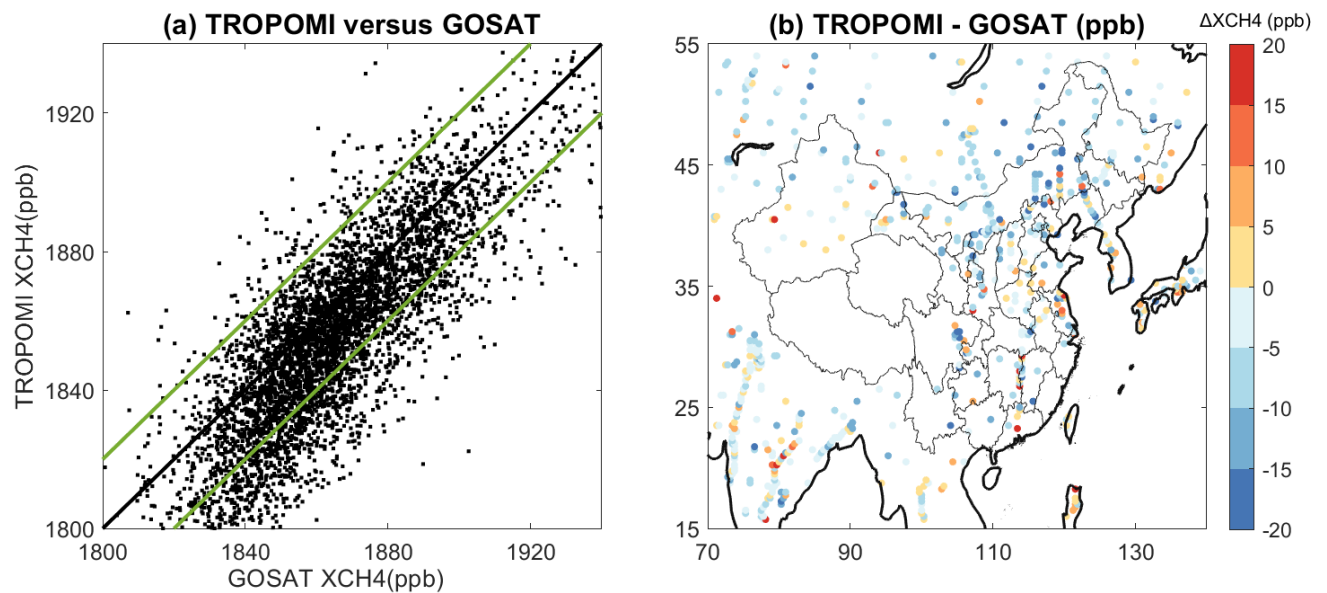 (a) TROPOMI versus GOSAT
TROPOMI XCH4(ppb)
1920
1880
1840
1800
1800 1840 1880 1920
GOSAT XCH4(ppb)
(b) TROPOMI - GOSAT (ppb)
55
45
35
25
15
70 90 110 130
ΔXCH4 (ppb)
20
15
10
5
0
-5
-10
-15
-20